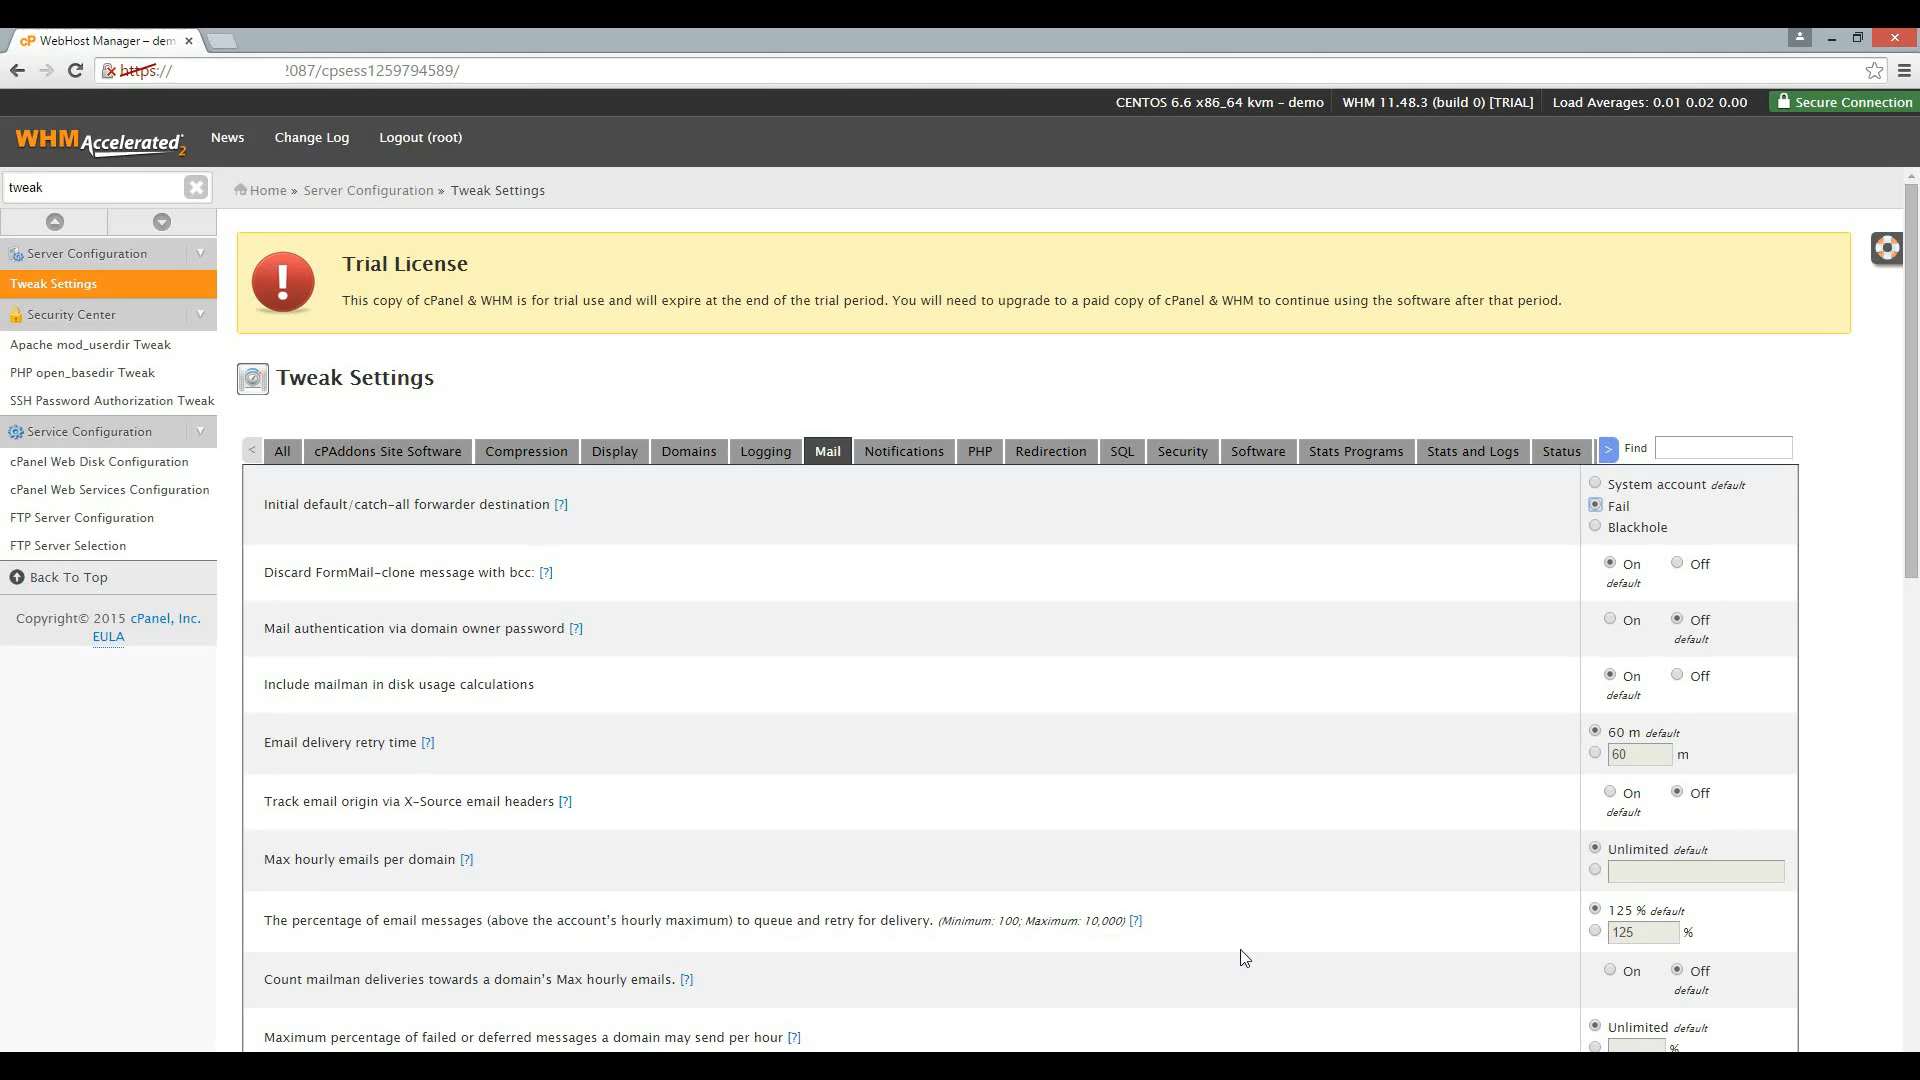 cP WebHost Manager – dem
https:// 2087/cpsess1259794589/
CENTOS 6.6 x86_64 kvm – demo WHM 11.48.3 (build 0) [TRIAL] Load Averages: 0.01 0.02 0.00 Secure Connection
WHM Accelerated2 News Change Log Logout (root)
tweak
Home » Server Configuration » Tweak Settings
Server Configuration
Tweak Settings
Security Center
Apache mod_userdir Tweak
PHP open_basedir Tweak
SSH Password Authorization Tweak
Service Configuration
cPanel Web Disk Configuration
cPanel Web Services Configuration
FTP Server Configuration
FTP Server Selection
Back To Top
Copyright© 2015 cPanel, Inc.
EULA
Trial License
This copy of cPanel & WHM is for trial use and will expire at the end of the trial period. You will need to upgrade to a paid copy of cPanel & WHM to continue using the software after that period.
Tweak Settings
< All cPAddons Site Software Compression Display Domains Logging Mail Notifications PHP Redirection SQL Security Software Stats Programs Stats and Logs Status > Find
Initial default/catch-all forwarder destination [?]
System account default
Fail
Blackhole
Discard FormMail-clone message with bcc: [?]
On Off
default
Mail authentication via domain owner password [?]
On Off
default
Include mailman in disk usage calculations
On Off
default
Email delivery retry time [?]
60 m default
60 m
Track email origin via X-Source email headers [?]
On Off
default
Max hourly emails per domain [?]
Unlimited default
The percentage of email messages (above the account's hourly maximum) to queue and retry for delivery. (Minimum: 100; Maximum: 10,000) [?]
125 % default
125 %
Count mailman deliveries towards a domain's Max hourly emails. [?]
On Off
default
Maximum percentage of failed or deferred messages a domain may send per hour [?]
Unlimited default
%